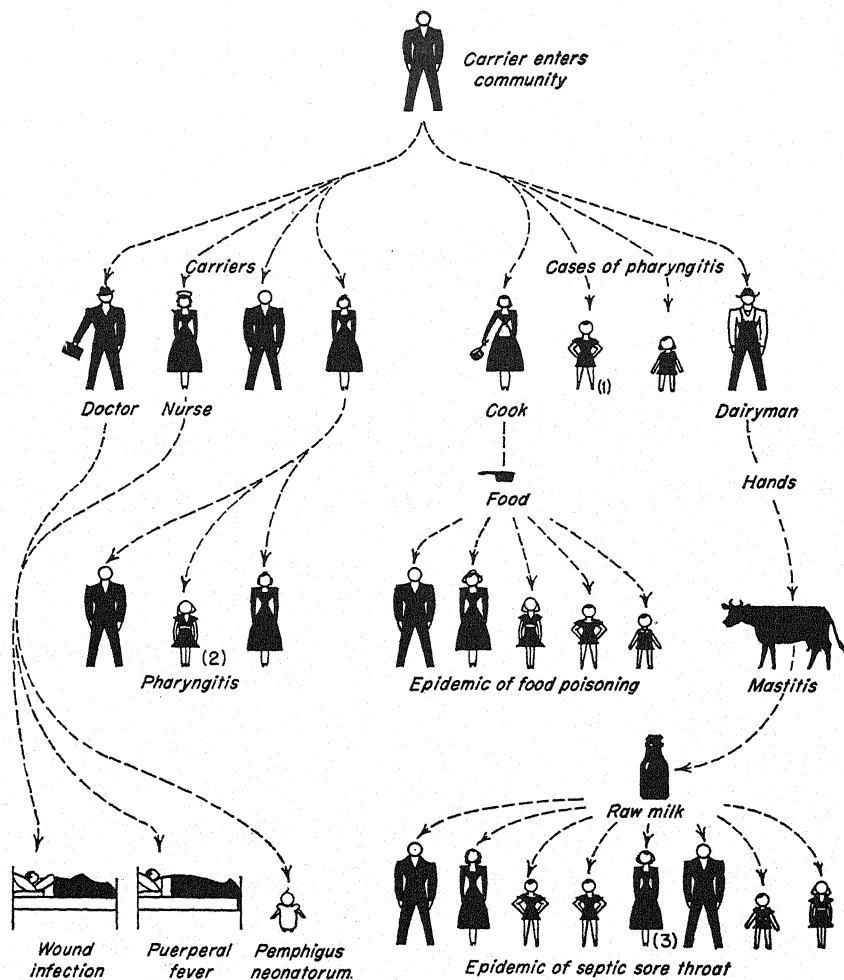 Carrier enters
community
Carriers
Cases of pharyngitis
(1)
Doctor
Nurse
Cook
Dairyman
Hands
Food
(2)
Pharyngitis
Epidemic of food poisoning
Mastitis
Raw milk
(3)
Wound
infection
Puerperal
fever
Pemphigus
neonatorum.
Epidemic of septic sore throat